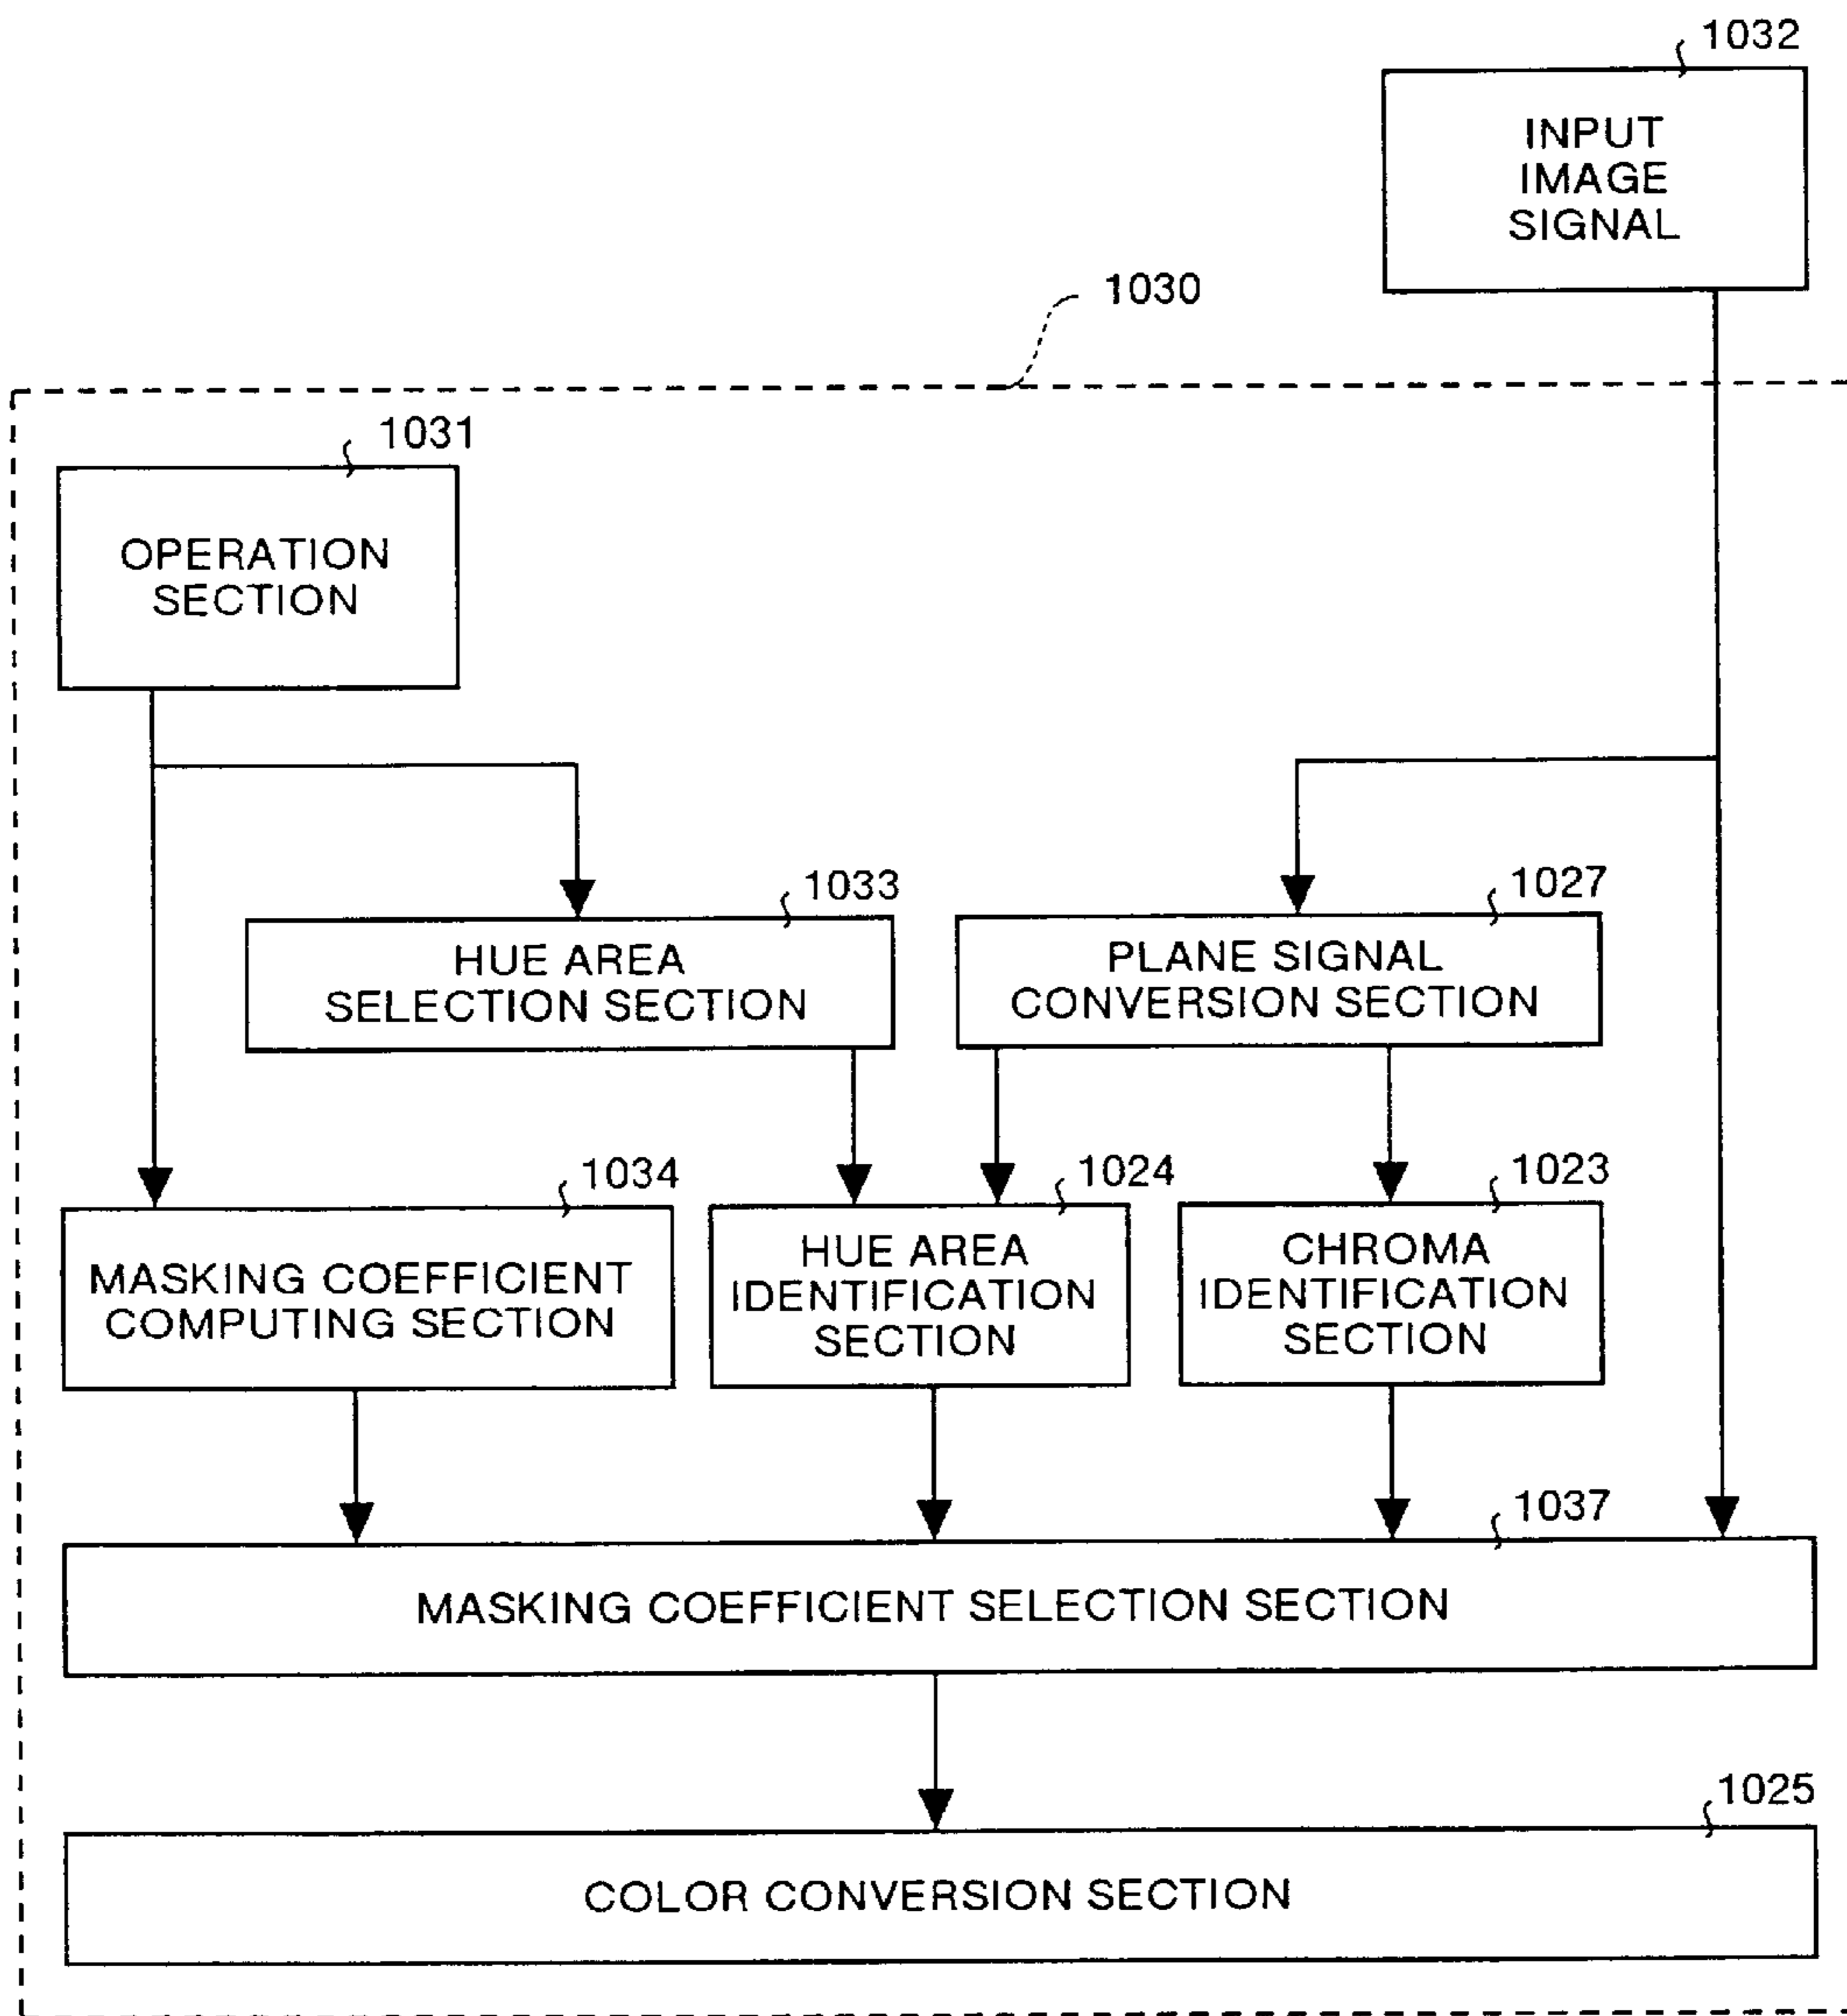 1032
INPUT
IMAGE
SIGNAL
1030
1031
OPERATION
SECTION
1033
HUE AREA
SELECTION SECTION
1027
PLANE SIGNAL
CONVERSION SECTION
1034
MASKING COEFFICIENT
COMPUTING SECTION
1024
HUE AREA
IDENTIFICATION
SECTION
1023
CHROMA
IDENTIFICATION
SECTION
1037
MASKING COEFFICIENT SELECTION SECTION
1025
COLOR CONVERSION SECTION